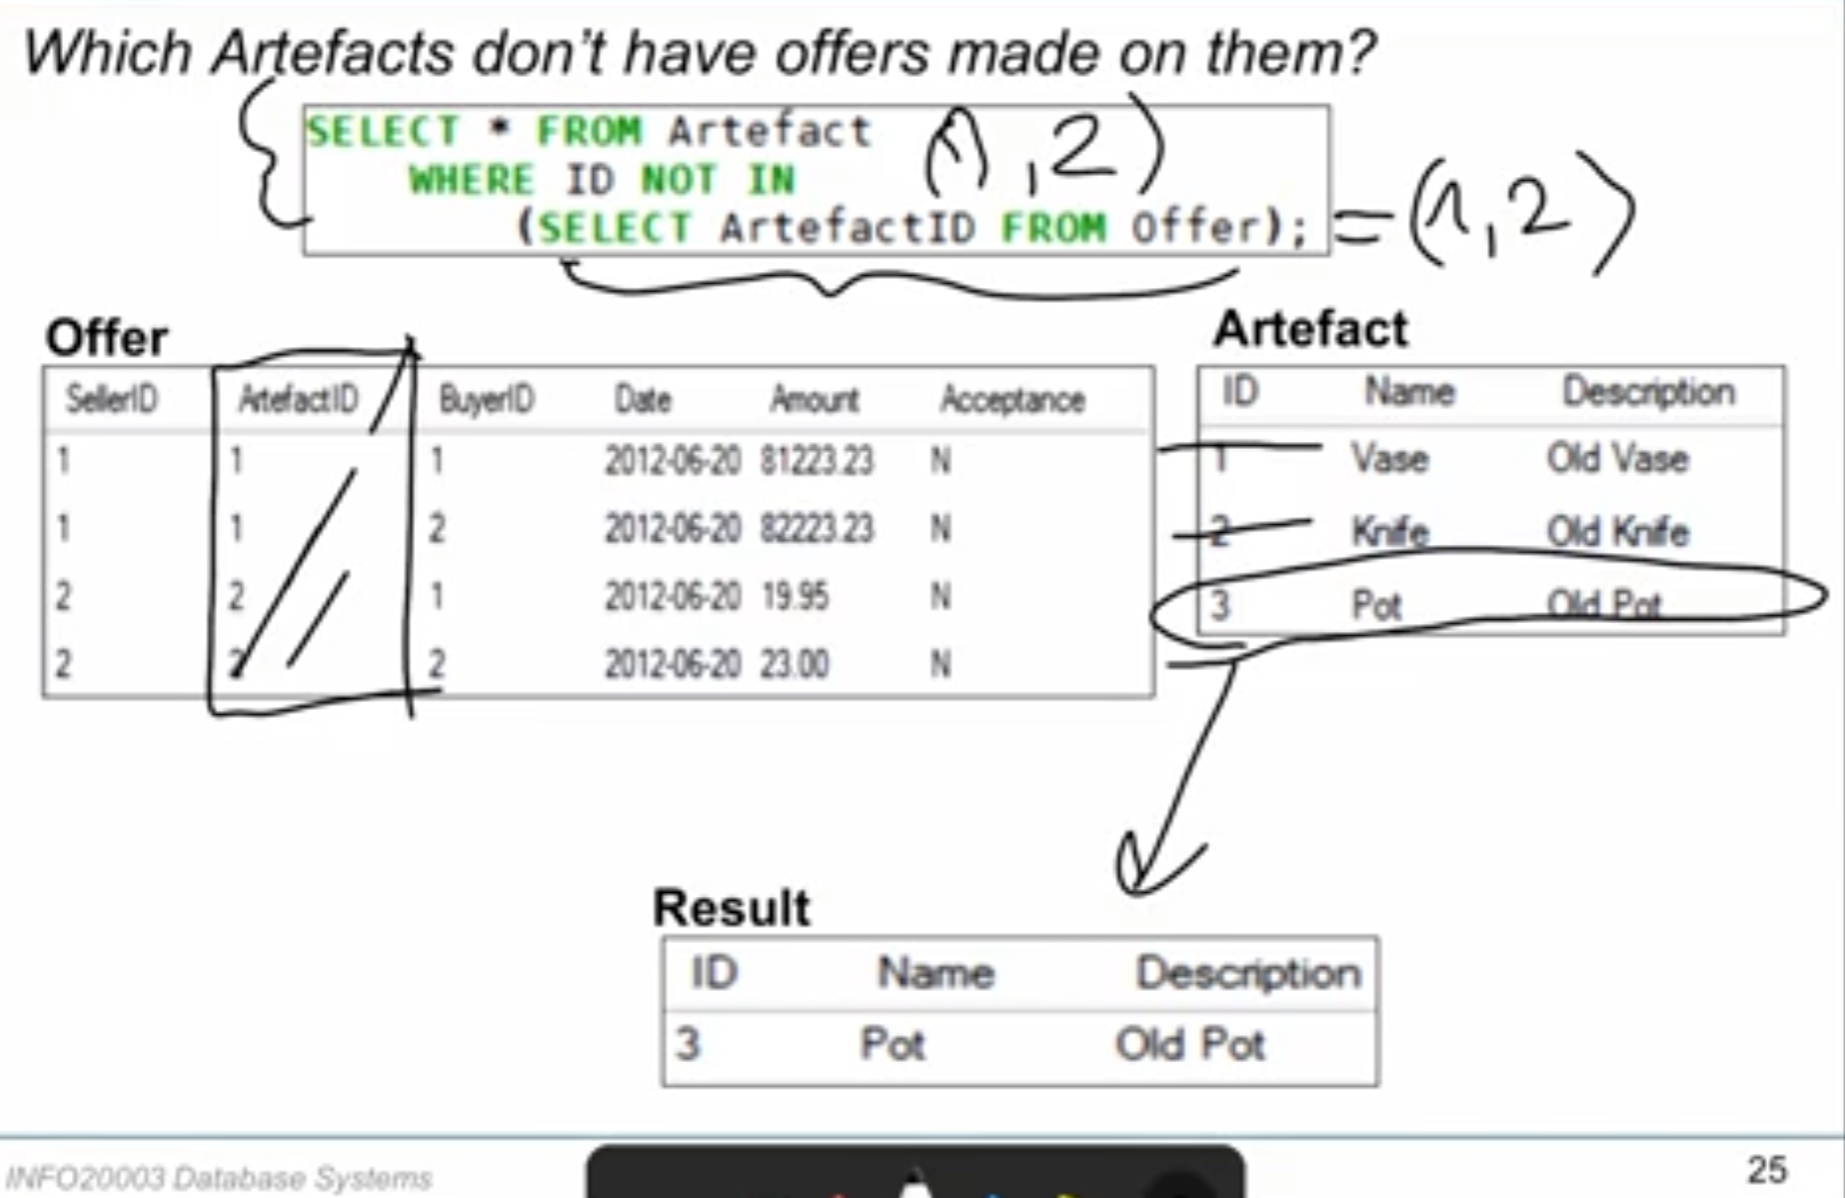 Which Artefacts don't have offers made on them?
SELECT * FROM Artefact (1,2)
WHERE ID NOT IN
(SELECT ArtefactID FROM Offer); = (1,2)
Offer
SellerID ArtefactID BuyerID Date Amount Acceptance
1 1 1 2012-06-20 81223.23 N
1 1 2 2012-06-20 82223.23 N
2 2 1 2012-06-20 19.95 N
2 2 2 2012-06-20 23.00 N
Artefact
ID Name Description
1 Vase Old Vase
2 Knife Old Knife
3 Pot Old Pot
Result
ID Name Description
3 Pot Old Pot
INFO20003 Database Systems
25